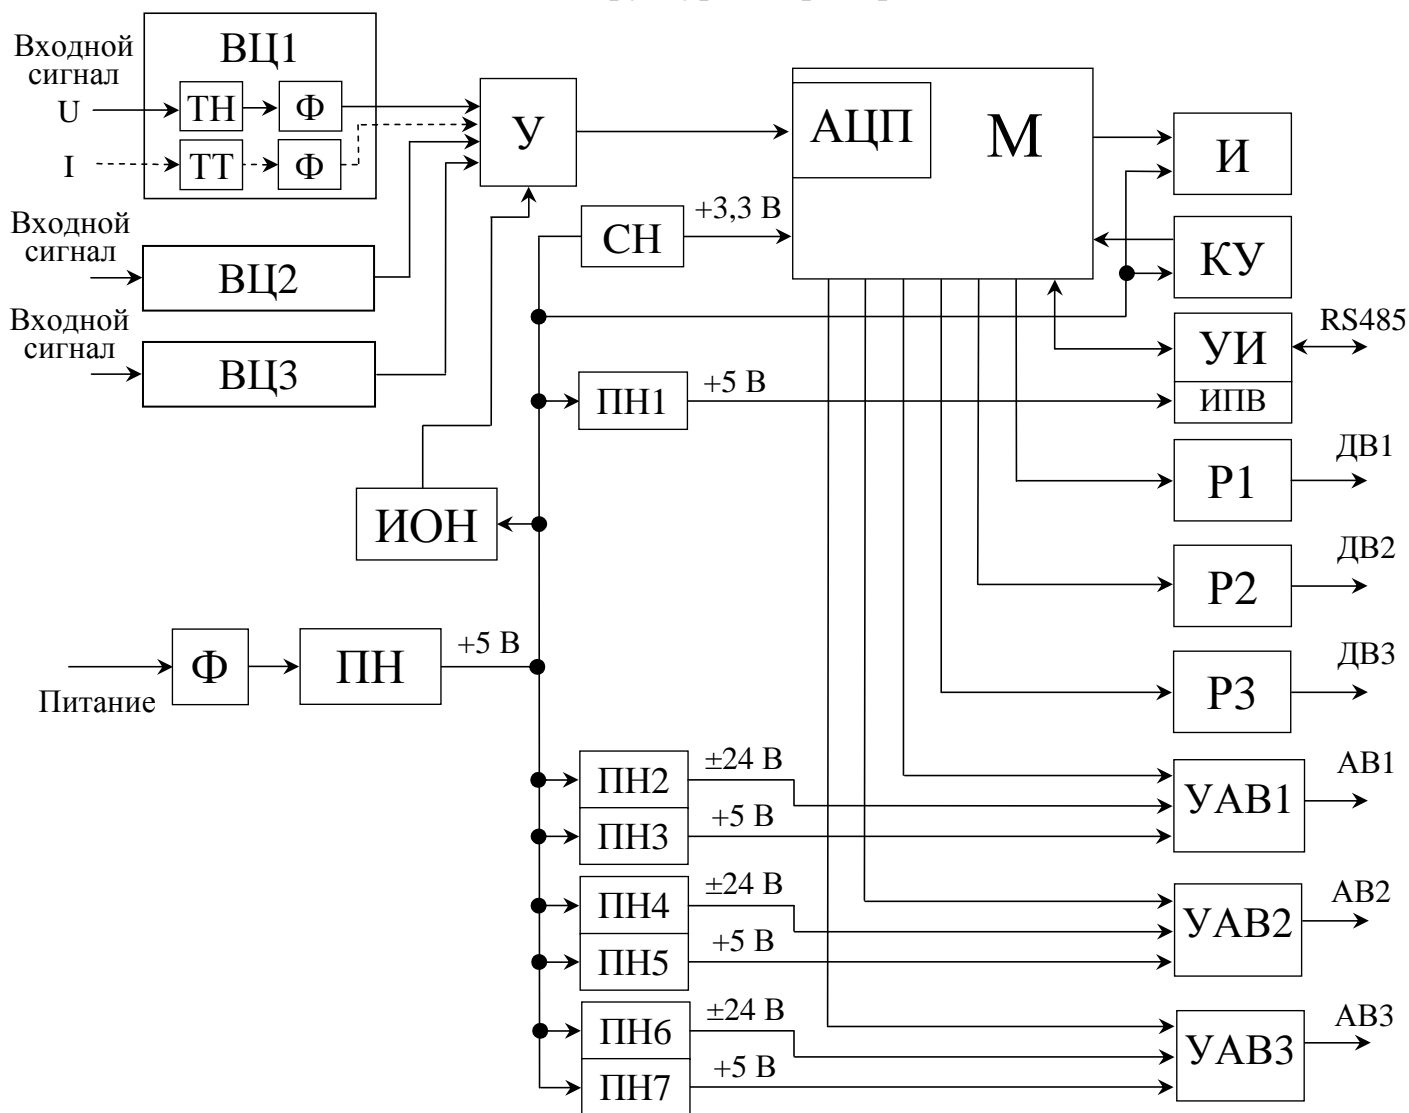 Входной
сигнал
U
I
ВЦ1
ТН
Ф
ТТ
Ф
У
АЦП
М
И
Входной
сигнал
ВЦ2
СН
+3,3 В
КУ
Входной
сигнал
ВЦ3
УИ
RS485
ПН1
+5 В
ИПВ
ДВ1
Р1
ИОН
ДВ2
Р2
Питание
Ф
ПН
+5 В
ДВ3
Р3
ПН2
±24 В
АВ1
УАВ1
ПН3
+5 В
ПН4
±24 В
АВ2
УАВ2
ПН5
+5 В
ПН6
±24 В
АВ3
УАВ3
ПН7
+5 В